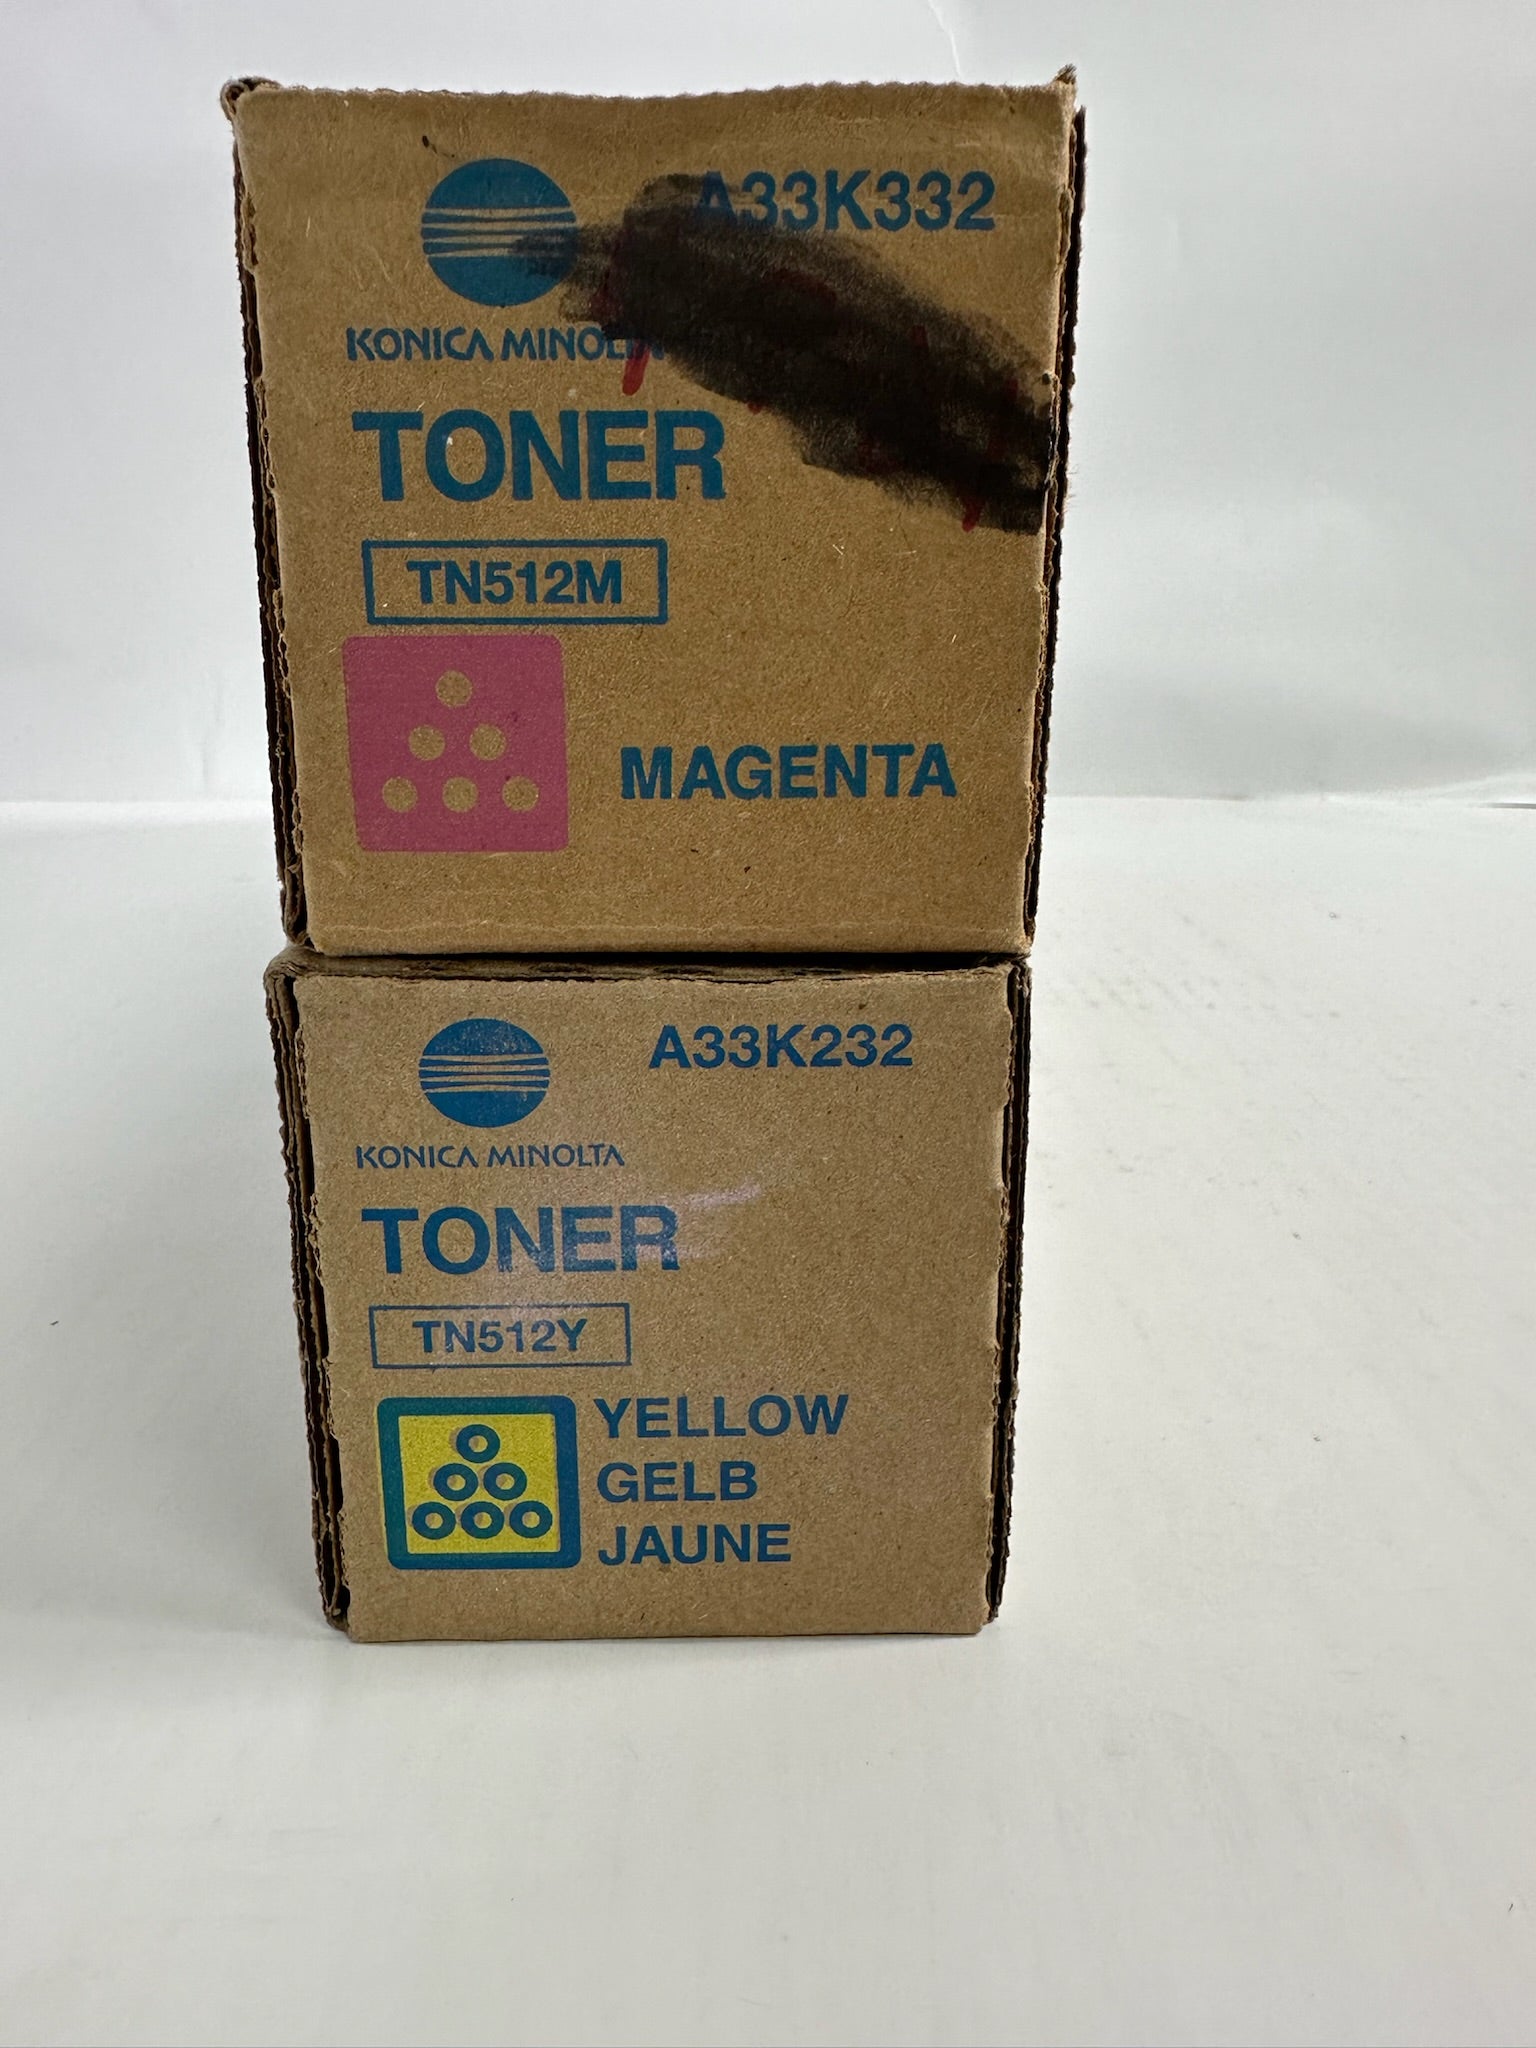 A33K332
KONICA MINOLTA
TONER
TN512M
MAGENTA
A33K232
KONICA MINOLTA
TONER
TN512Y
YELLOW
GELB
JAUNE